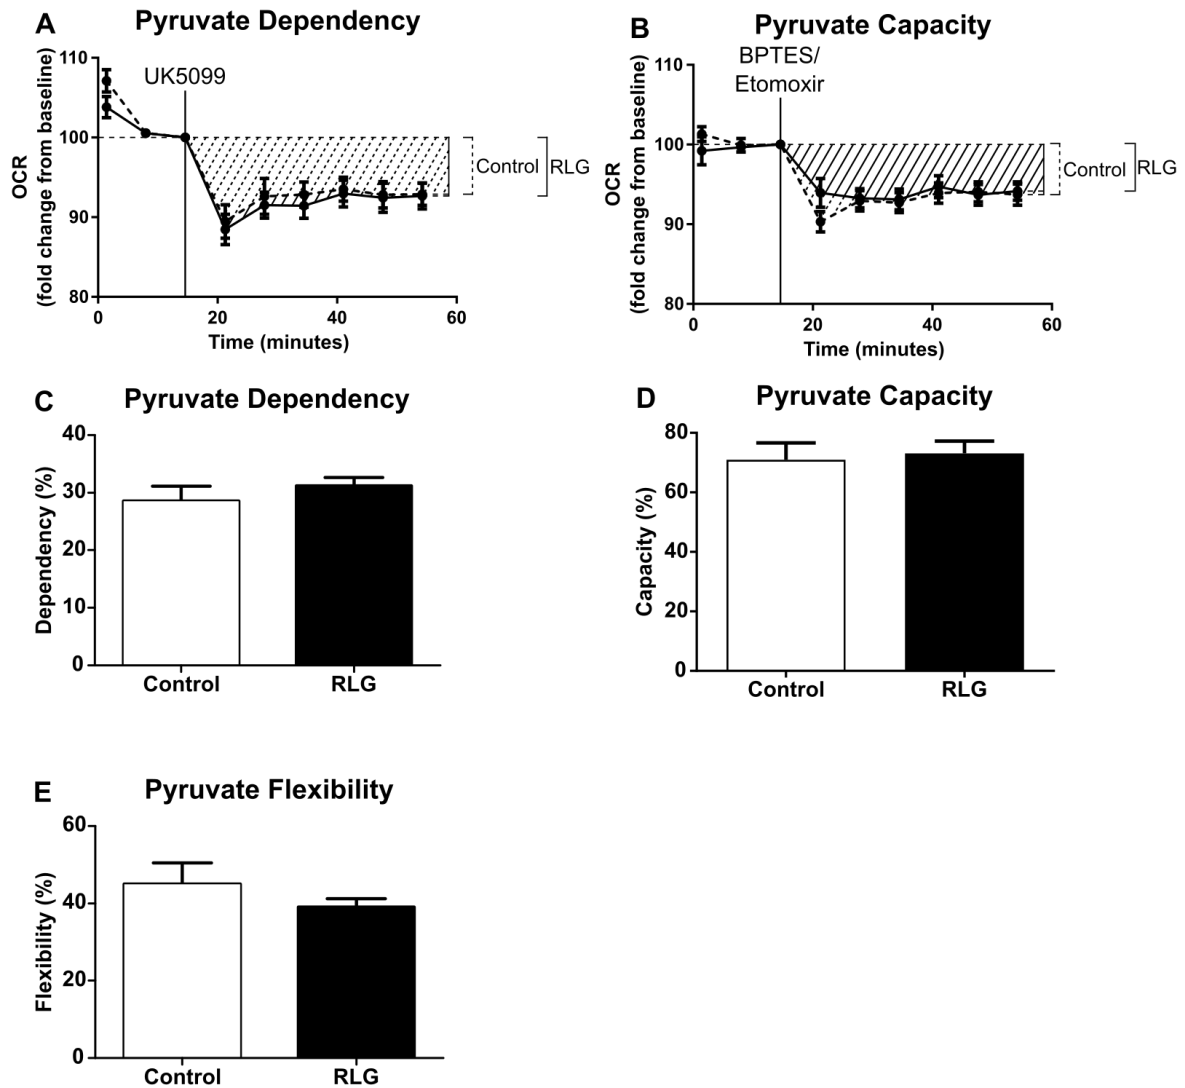 A
Pyruvate Dependency
OCR
(fold change from baseline)
110
100
90
80
UK5099
Control
RLG
0
20
40
60
Time (minutes)
B
Pyruvate Capacity
OCR
(fold change from baseline)
110
100
90
80
BPTES/
Etomoxir
Control
RLG
0
20
40
60
Time (minutes)
C
Pyruvate Dependency
Dependency (%)
40
30
20
10
0
Control
RLG
D
Pyruvate Capacity
Capacity (%)
80
60
40
20
0
Control
RLG
E
Pyruvate Flexibility
Flexibility (%)
60
40
20
0
Control
RLG